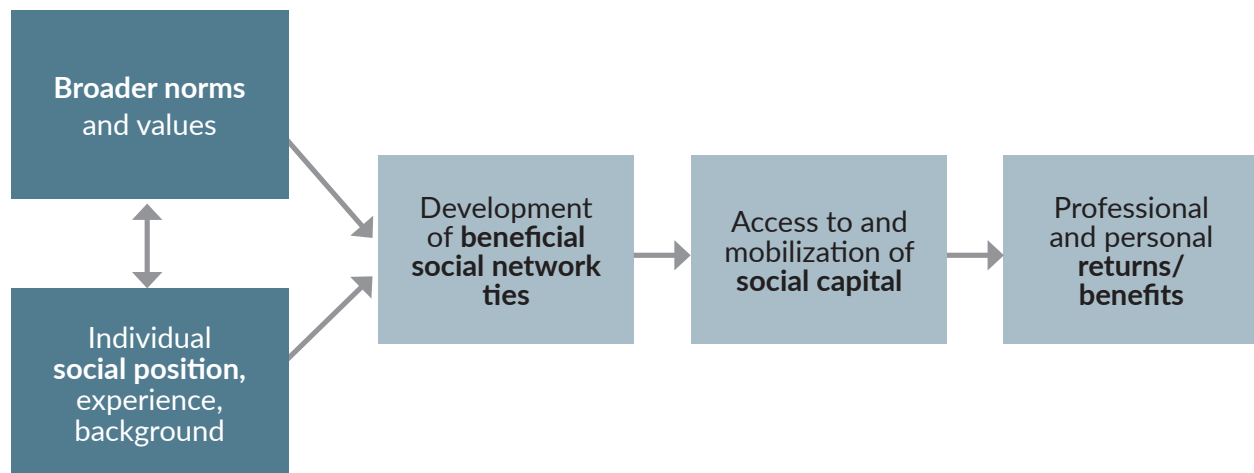 Broader norms
and values
Individual
social position,
experience,
background
Development
of beneficial
social network
ties
Access to and
mobilization of
social capital
Professional
and personal
returns/
benefits